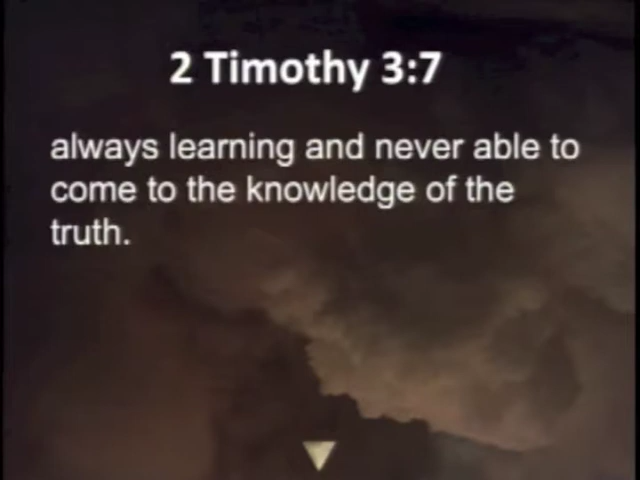 2 Timothy 3:7
always learning and never able to
come to the knowledge of the
truth.